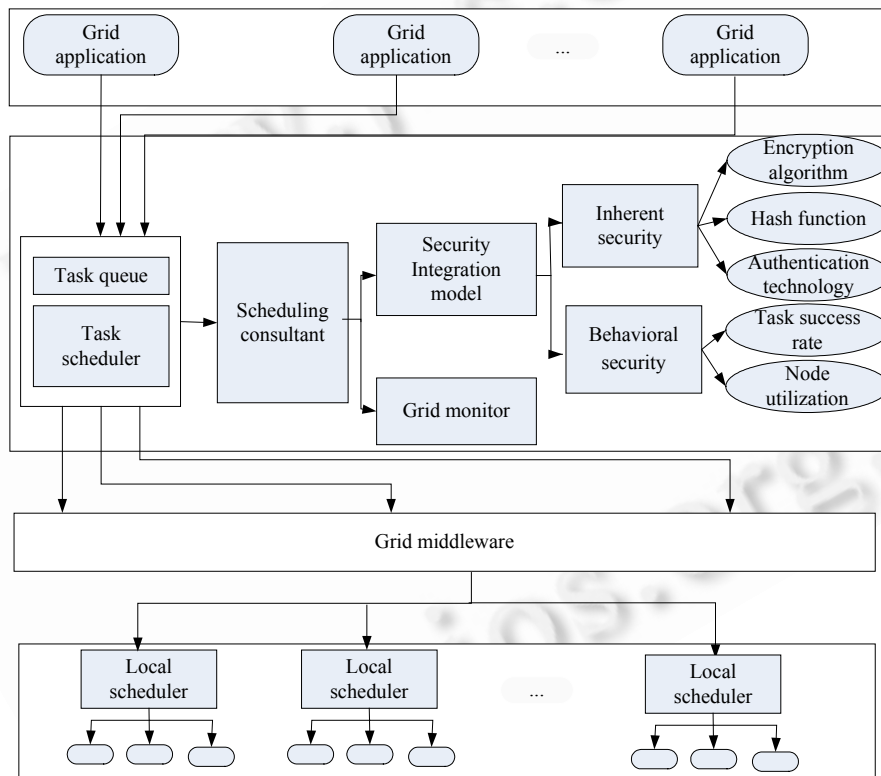 Grid
application
Grid
application
...
Grid
application
Encryption
algorithm
Inherent
security
Hash function
Security
Integration
model
Authentication
technology
Task queue
Scheduling
consultant
Task
scheduler
Behavioral
security
Task success
rate
Node
utilization
Grid monitor
Grid middleware
Local
scheduler
Local
scheduler
...
Local
scheduler